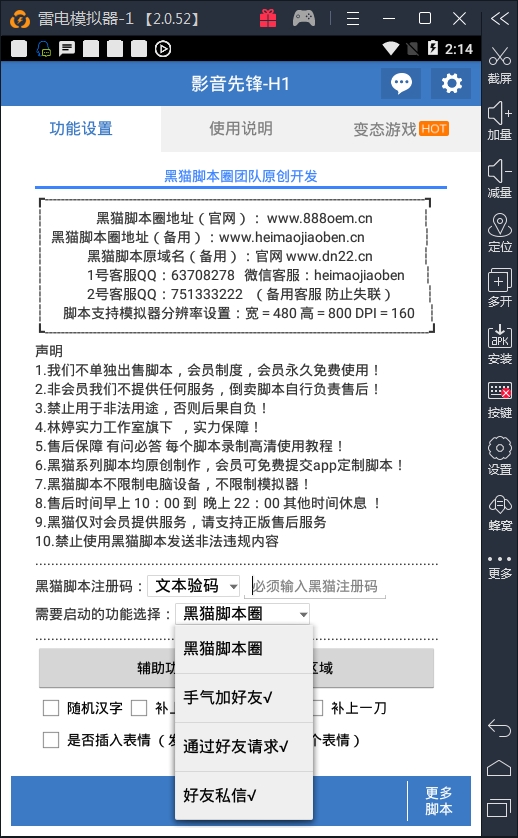 雷电模拟器-1 【2.0.52】
2:14
影音先锋-H1
功能设置 使用说明 变态游戏 HOT
黑猫脚本圈团队原创开发
黑猫脚本圈地址（官网）：www.888oem.cn
黑猫脚本圈地址（备用）：www.heimaojiaoben.cn
黑猫脚本原域名（备用）：官网 www.dn22.cn
1号客服QQ：63708278 微信客服：heimaojiaoben
2号客服QQ：751333222 （备用客服 防止失联）
脚本支持模拟器分辨率设置：宽＝480 高＝800 DPI＝160
声明
1.我们不单独出售脚本，会员制度，会员永久免费使用！
2.非会员我们不提供任何服务，倒卖脚本自行负责售后！
3.禁止用于非法用途，否则后果自负！
4.林婷实力工作室旗下 ，实力保障！
5.售后保障 有问必答 每个脚本录制高清使用教程！
6.黑猫系列脚本均原创制作，会员可免费提交app定制脚本！
7.黑猫脚本不限制电脑设备，不限制模拟器！
8.售后时间早上 10：00 到 晚上 22：00 其他时间休息 ！
9.黑猫仅对会员提供服务，请支持正版售后服务
10.禁止使用黑猫脚本发送非法违规内容
黑猫脚本注册码： 文本验码 必须输入黑猫注册码
需要启动的功能选择： 黑猫脚本圈
黑猫脚本圈
手气加好友√
通过好友请求√
好友私信√
辅助功 区域
随机汉字 补上 补上一刀
是否插入表情（发 个表情）
更多
脚本
截屏
加量
减量
定位
多开
APK
安装
按键
设置
蜂窝
更多